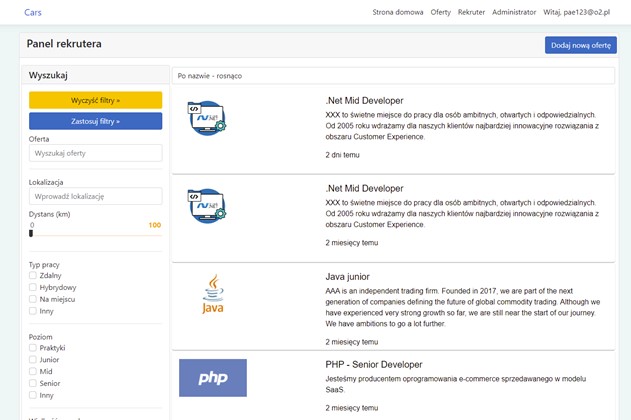 Cars
Strona domowa Oferty Rekruter Administrator Witaj, pae123@o2.pl
Panel rekrutera
Dodaj nową ofertę
Wyszukaj
Wyczyść filtry »
Zastosuj filtry »
Oferta
Wyszukaj oferty
Lokalizacja
Wprowadź lokalizację
Dystans (km)
0 100
Typ pracy
Zdalny
Hybrydowy
Na miejscu
Inny
Poziom
Praktyki
Junior
Mid
Senior
Inny
Po nazwie - rosnąco
.Net Mid Developer
XXX to świetne miejsce do pracy dla osób ambitnych, otwartych i odpowiedzialnych.
Od 2005 roku wdrażamy dla naszych klientów najbardziej innowacyjne rozwiązania z
obszaru Customer Experience.
2 dni temu
.Net Mid Developer
XXX to świetne miejsce do pracy dla osób ambitnych, otwartych i odpowiedzialnych.
Od 2005 roku wdrażamy dla naszych klientów najbardziej innowacyjne rozwiązania z
obszaru Customer Experience.
2 miesięcy temu
Java
Java junior
AAA is an independent trading firm. Founded in 2017, we are part of the next
generation of companies defining the future of global commodity trading. Although we
have experienced very strong growth so far, we are still near the start of our journey.
We have ambitions to go a lot further.
2 miesięcy temu
php
PHP - Senior Developer
Jesteśmy producentem oprogramowania e-commerce sprzedawanego w modelu
SaaS.
2 miesięcy temu